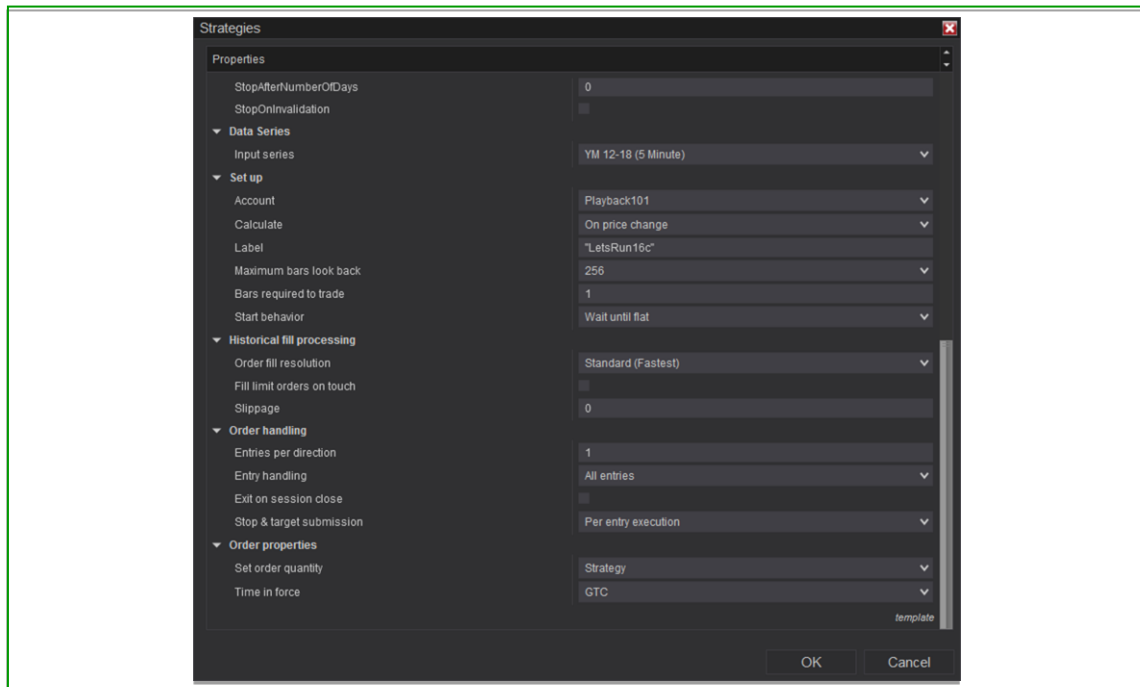 Strategies
Properties
StopAfterNumberOfDays 0
StopOnInvalidation
Data Series
Input series YM 12-18 (5 Minute)
Set up
Account Playback101
Calculate On price change
Label "LetsRun16c"
Maximum bars look back 256
Bars required to trade 1
Start behavior Wait until flat
Historical fill processing
Order fill resolution Standard (Fastest)
Fill limit orders on touch
Slippage 0
Order handling
Entries per direction 1
Entry handling All entries
Exit on session close
Stop & target submission Per entry execution
Order properties
Set order quantity Strategy
Time in force GTC
template
OK Cancel